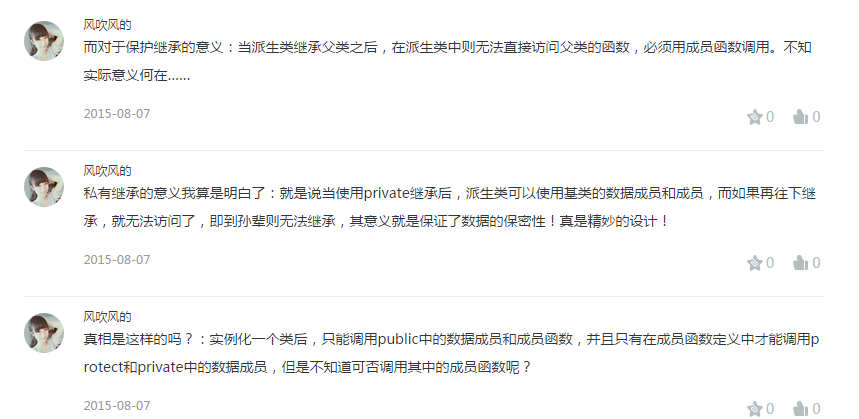 风吹风的
而对于保护继承的意义：当派生类继承父类之后，在派生类中则无法直接访问父类的函数，必须用成员函数调用。不知
实际意义何在......
2015-08-07
0
0
风吹风的
私有继承的意义我算是明白了：就是说当使用private继承后，派生类可以使用基类的数据成员和成员，而如果再往下继
承，就无法访问了，即到孙辈则无法继承，其意义就是保证了数据的保密性！真是精妙的设计！
2015-08-07
0
0
风吹风的
真相是这样的吗？：实例化一个类后，只能调用public中的数据成员和成员函数，并且只有在成员函数定义中才能调用p
rotect和private中的数据成员，但是不知道可否调用其中的成员函数呢？
2015-08-07
0
0